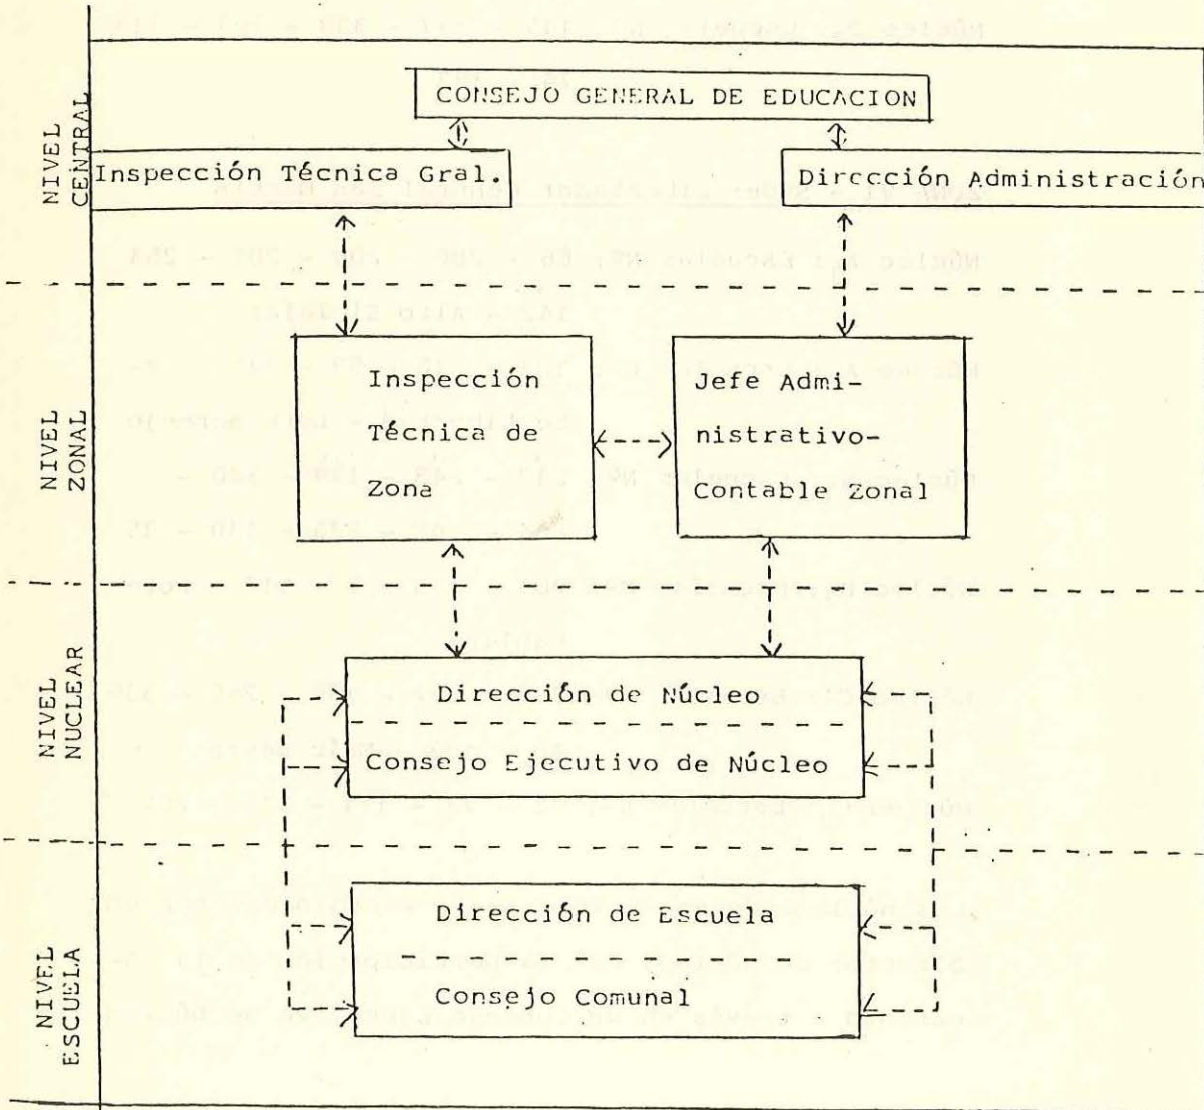 NIVEL
CENTRAL
CONSEJO GENERAL DE EDUCACION
Inspección Técnica Gral.
Dirección Administración
NIVEL
ZONAL
Inspección
Técnica de
Zona
Jefe Admi-
nistrativo-
Contable Zonal
NIVEL
NUCLEAR
Dirección de Núcleo
Consejo Ejecutivo de Núcleo
NIVEL
ESCUELA
Dirección de Escuela
Consejo Comunal